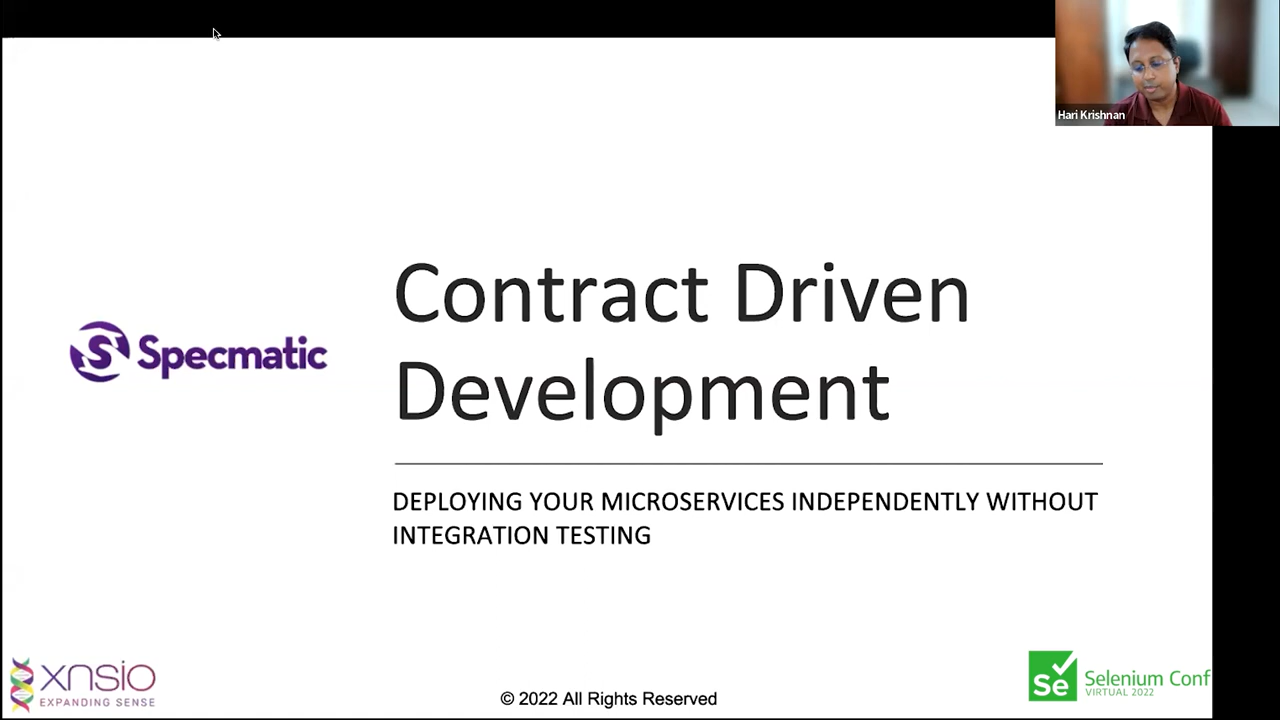 Hari Krishnan
Contract Driven
Specmatic
Development
DEPLOYING YOUR MICROSERVICES INDEPENDENTLY WITHOUT
INTEGRATION TESTING
xnsio
EXPANDING SENSE
© 2022 All Rights Reserved
Se
Selenium Conf
VIRTUAL 2022